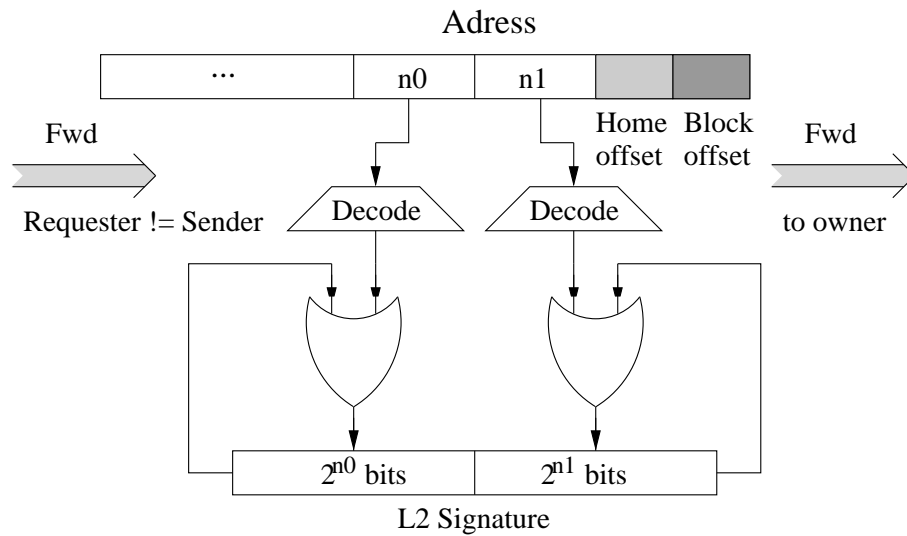 Adress
... n0 n1
Home offset
Block offset
Fwd
Requester != Sender
Fwd
to owner
Decode
Decode
2^n0 bits
2^n1 bits
L2 Signature